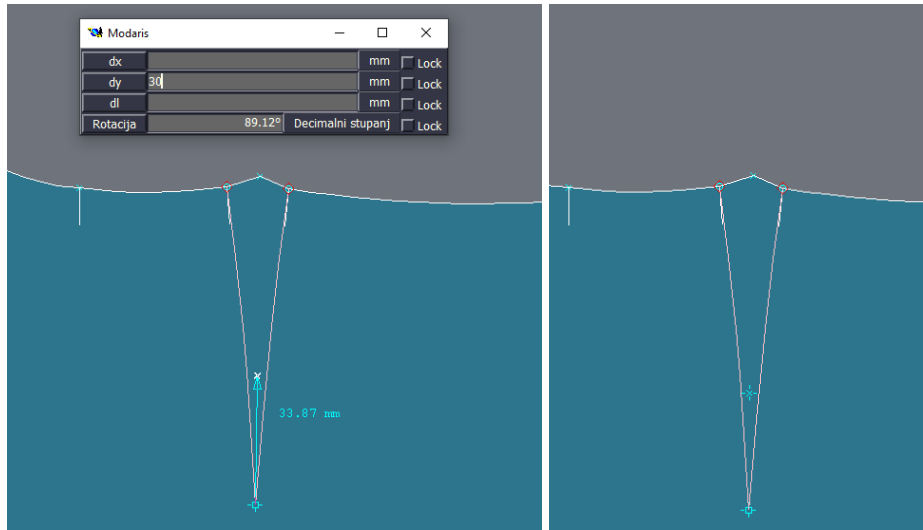 Modaris
dx mm Lock
dy 30 mm Lock
dl mm Lock
Rotacija 89.12° Decimalni stupanj Lock
33.87 mm